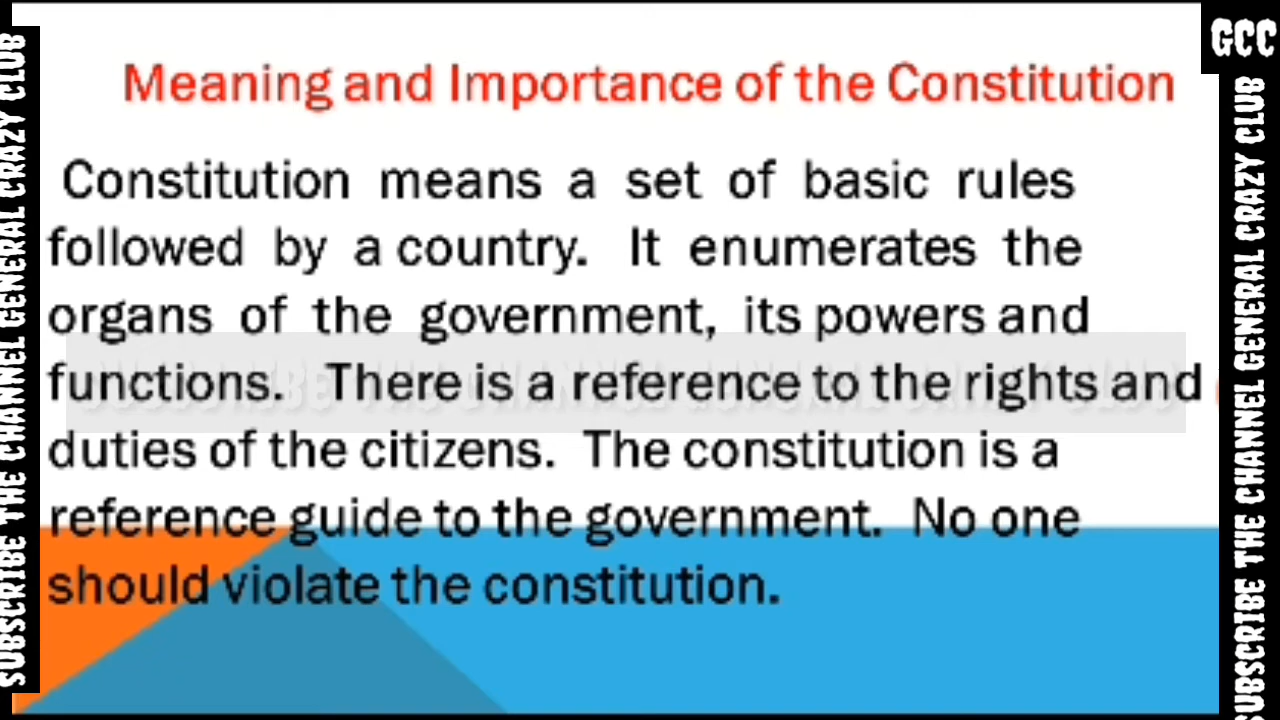 GCC
Meaning and Importance of the Constitution
Constitution means a set of basic rules
followed by a country. It enumerates the
organs of the government, its powers and
functions. There is a reference to the rights and
duties of the citizens. The constitution is a
reference guide to the government. No one
should violate the constitution.
SUBSCRIBE THE CHANNEL GENERAL CRAZY CLUB
SUBSCRIBE THE CHANNEL GENERAL CRAZY CLUB